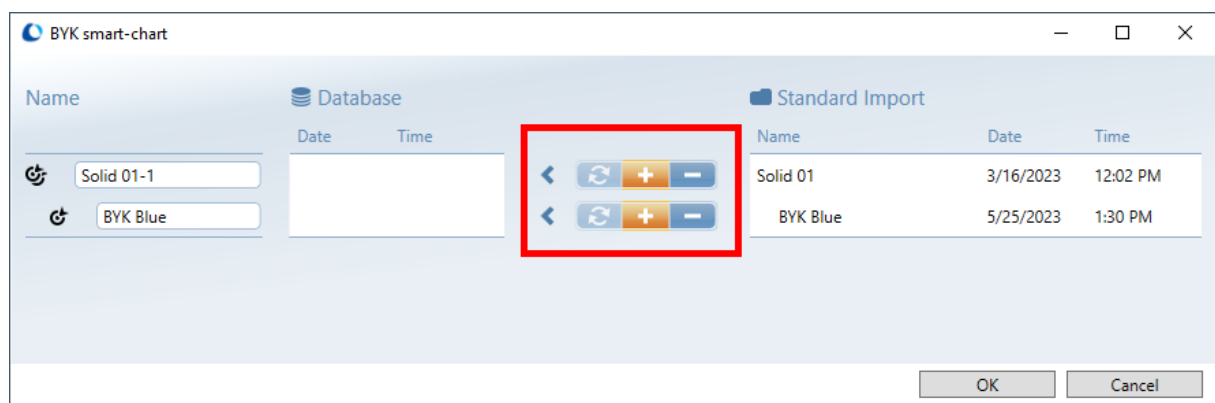 BYK smart-chart
Name Database Standard Import
Date Time Name Date Time
Solid 01-1 Solid 01 3/16/2023 12:02 PM
BYK Blue BYK Blue 5/25/2023 1:30 PM
OK Cancel